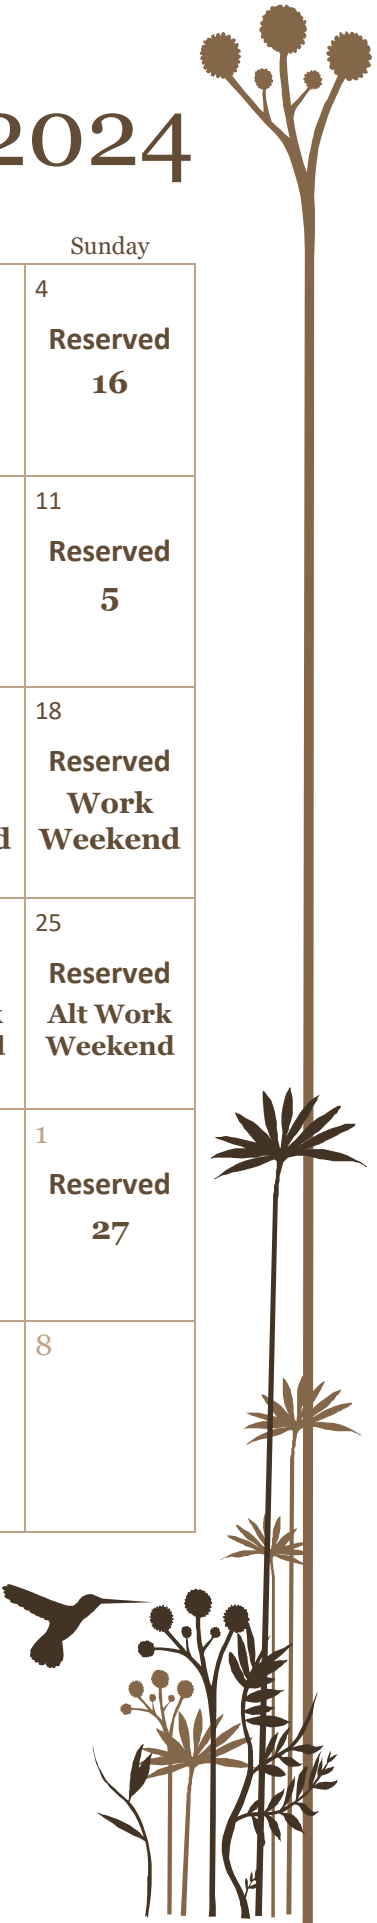 2024
Sunday
4
Reserved
16
11
Reserved
5
18
Reserved
Work
Weekend
25
Reserved
Alt Work
Weekend
1
Reserved
27
8